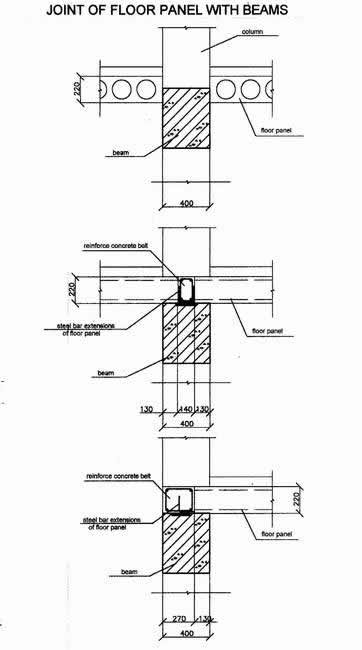 JOINT OF FLOOR PANEL WITH BEAMS
column
220
floor panel
beam
400
reinforce concrete belt
220
steel bar extensions
of floor panel
floor panel
beam
130 140 130
400
reinforce concrete belt
220
steel bar extensions
of floor panel
floor panel
beam
270 130
400